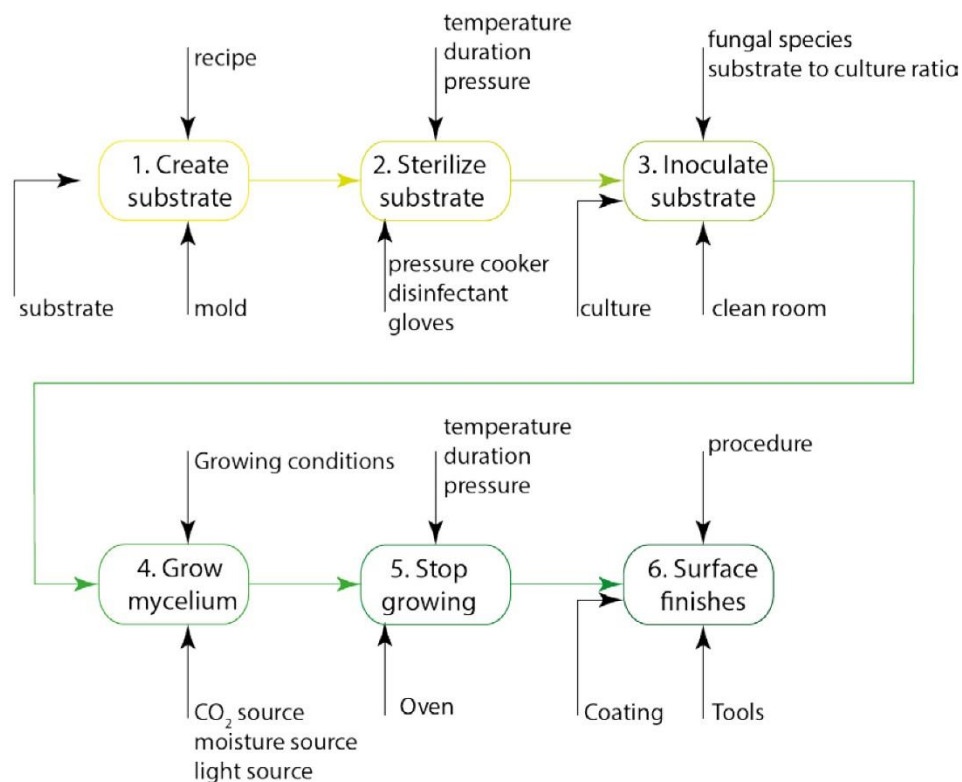 recipe
temperature
duration
pressure
fungal species
substrate to culture ratio
1. Create
substrate
2. Sterilize
substrate
3. Inoculate
substrate
substrate
mold
pressure cooker
disinfectant
gloves
culture
clean room
Growing conditions
temperature
duration
pressure
procedure
4. Grow
mycelium
5. Stop
growing
6. Surface
finishes
CO₂ source
moisture source
light source
Oven
Coating
Tools